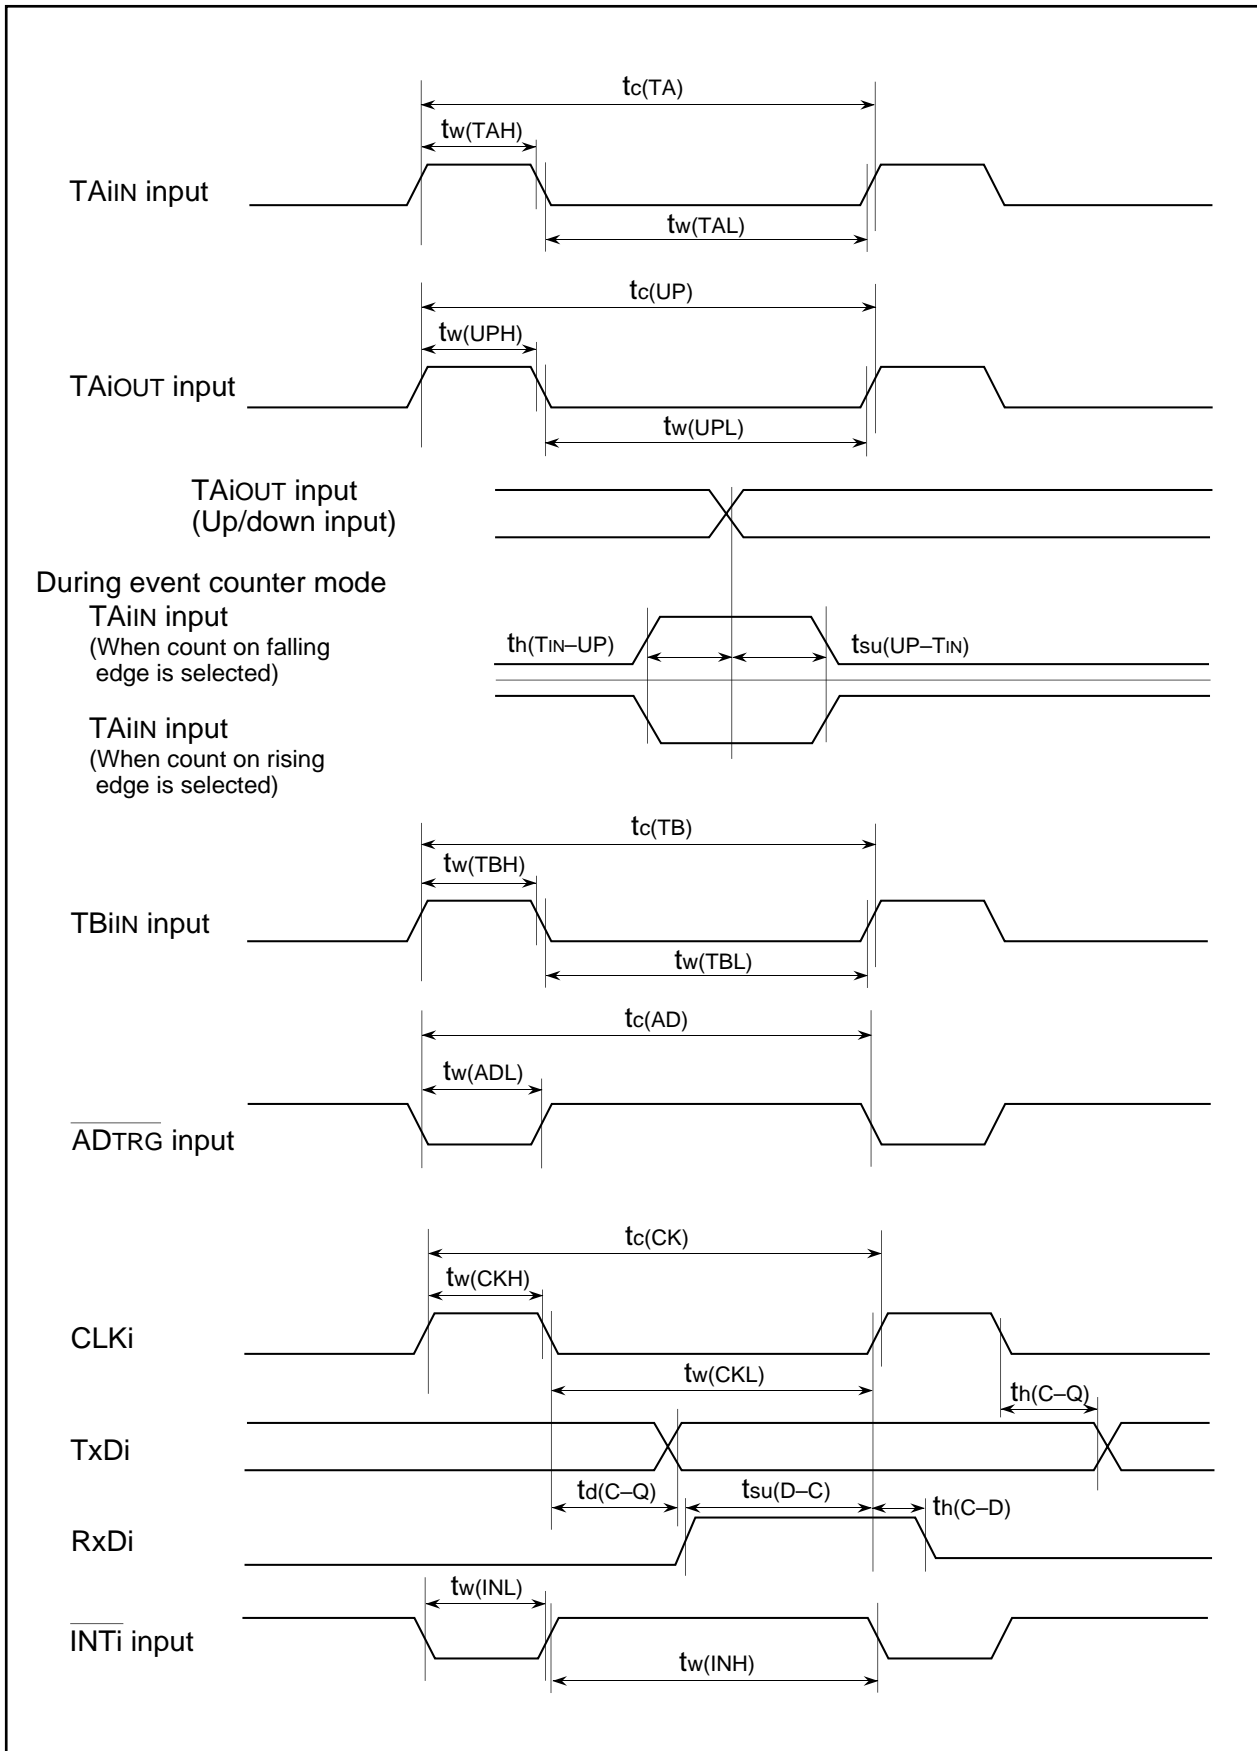 tc(TA)
tw(TAH)
TAiIN input
tw(TAL)
tc(UP)
tw(UPH)
TAiOUT input
tw(UPL)
TAiOUT input
(Up/down input)
During event counter mode
TAiIN input
(When count on falling
edge is selected)
th(TIN–UP)
tsu(UP–TIN)
TAiIN input
(When count on rising
edge is selected)
tc(TB)
tw(TBH)
TBiIN input
tw(TBL)
tc(AD)
tw(ADL)
ADTRG input
tc(CK)
tw(CKH)
CLKi
tw(CKL)
th(C–Q)
TxDi
td(C–Q)
tsu(D–C)
th(C–D)
RxDi
tw(INL)
INTi input
tw(INH)